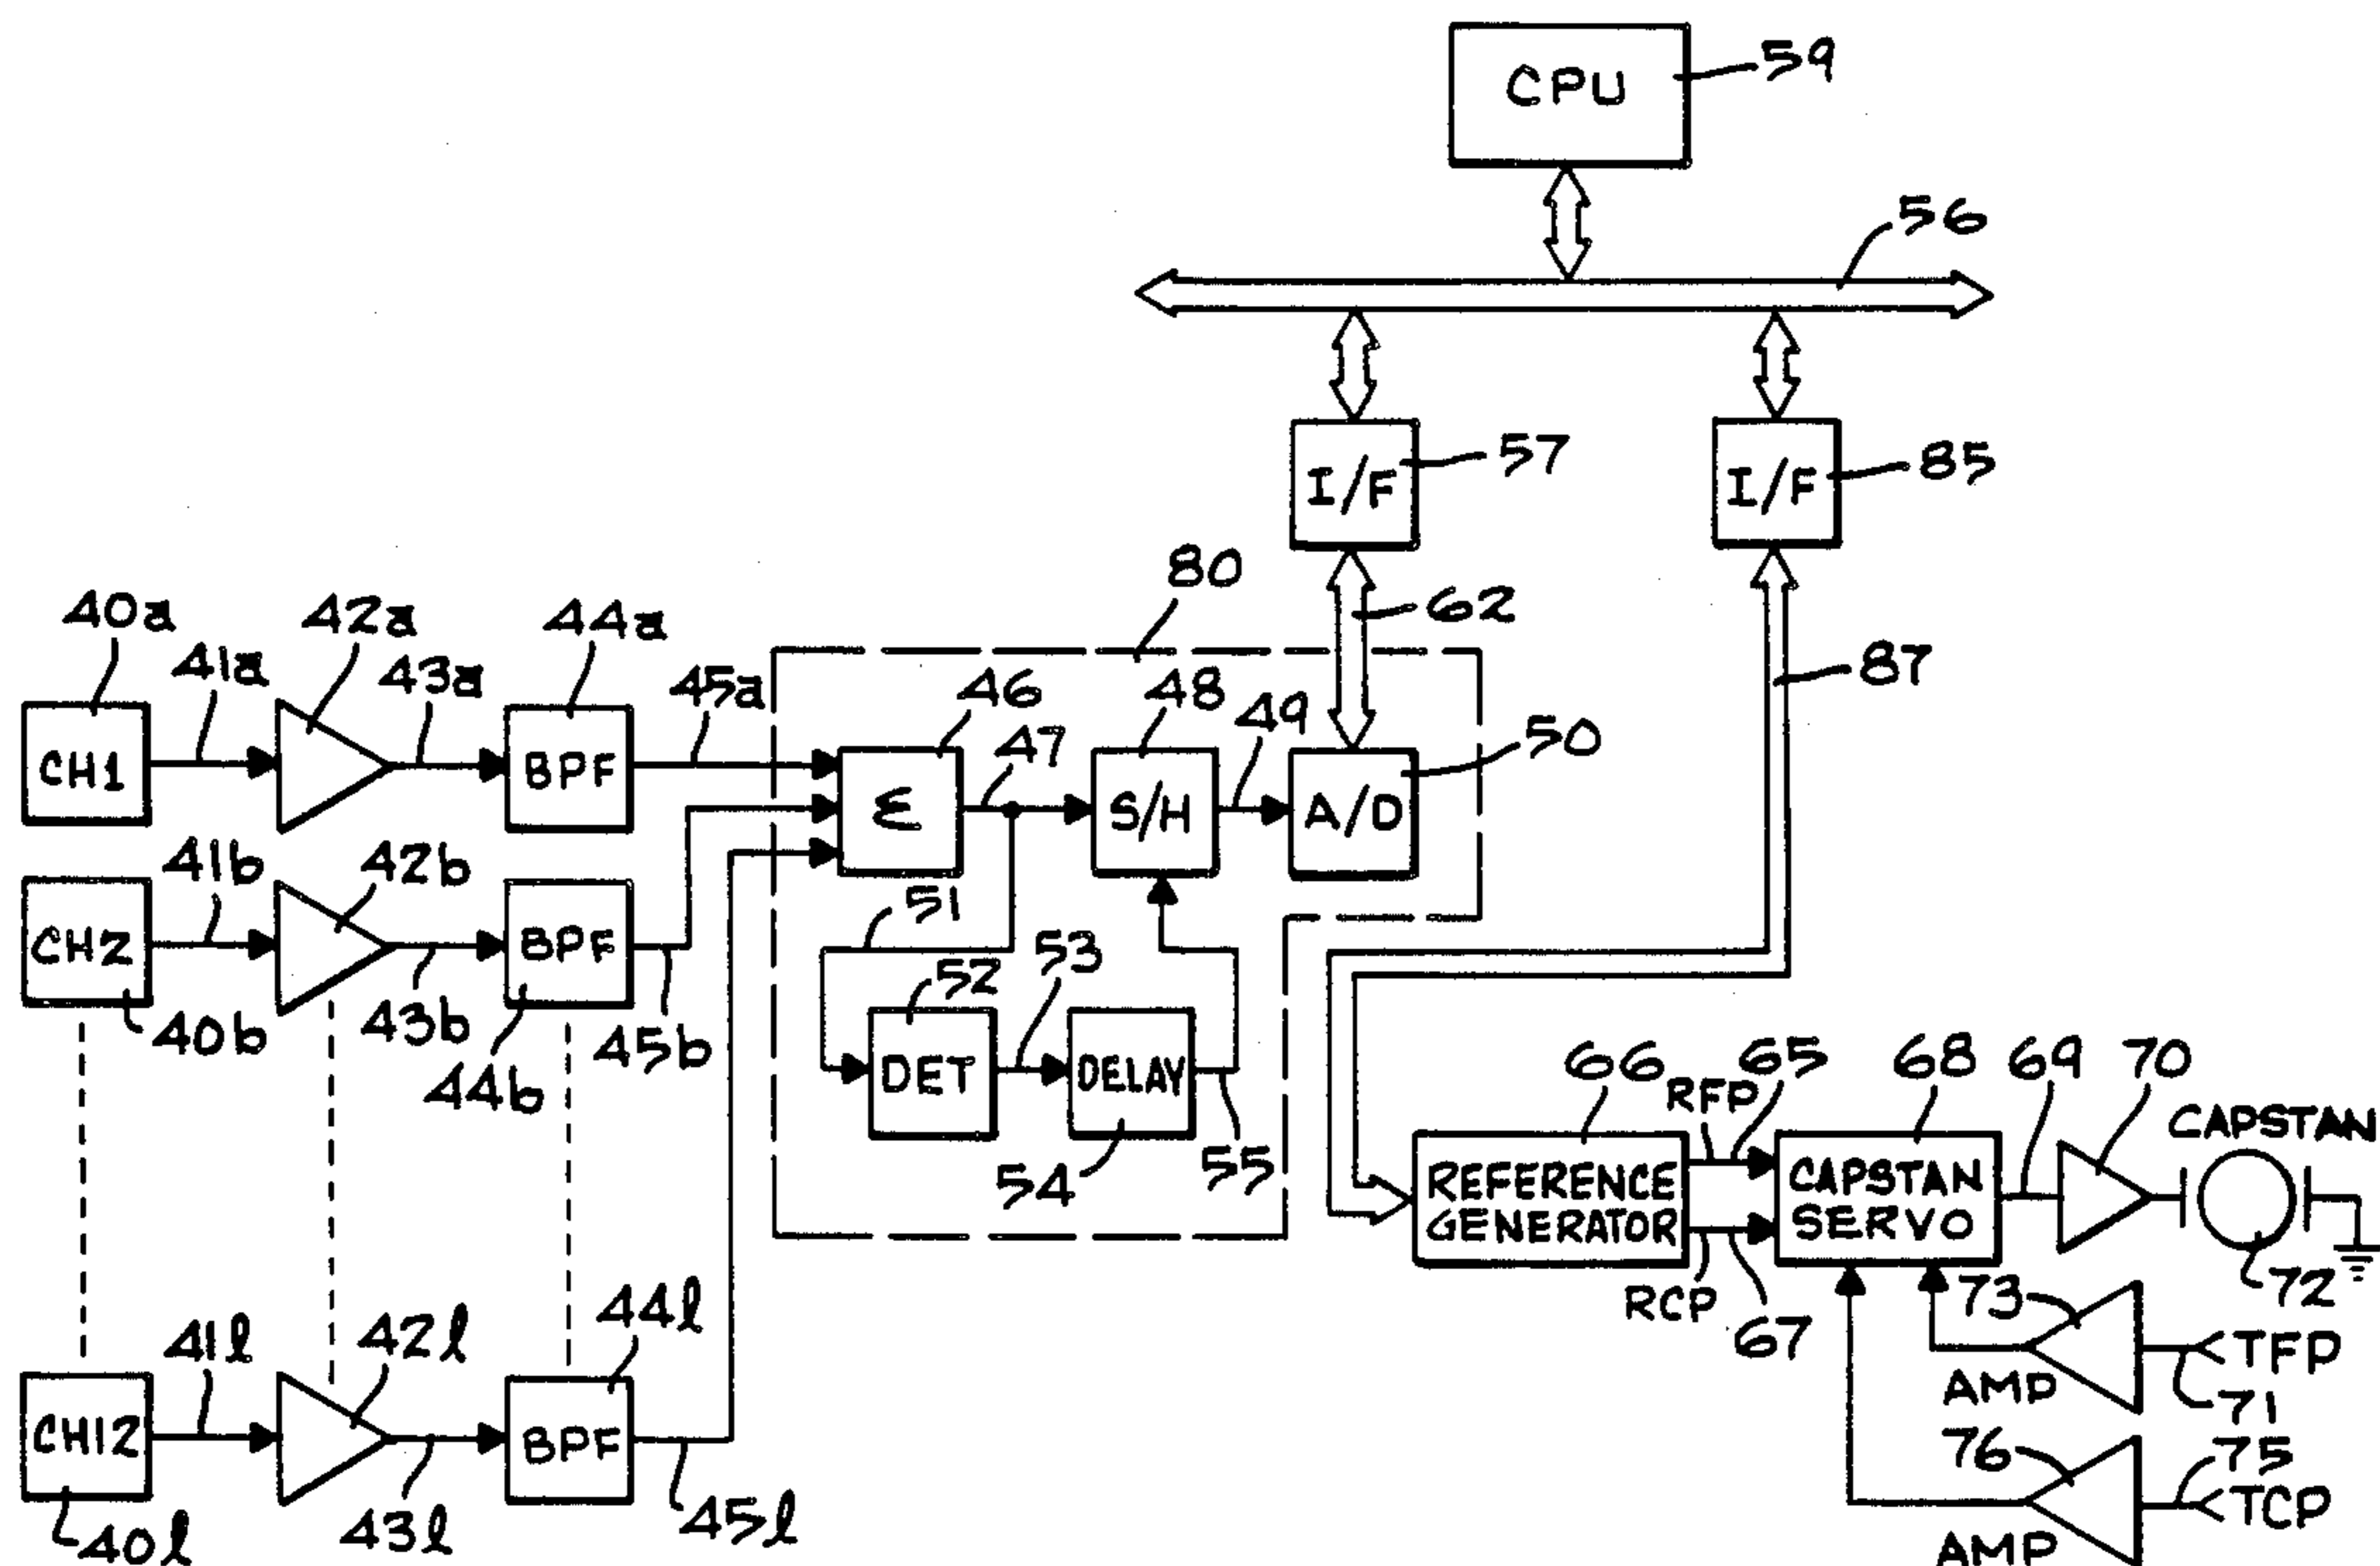 CPU
59
56
I/F
57
I/F
85
80
62
87
40a
41a
42a
43a
44a
45a
46
47
48
49
50
CH1
BPF
Σ
S/H
A/D
41b
42b
CH2
BPF
40b
43b
44b
45b
51
52
53
DET
DELAY
54
55
66
RFP
65
68
69
70
CAPSTAN
REFERENCE
GENERATOR
CAPSTAN
SERVO
RCP
67
72
73
TFP
AMP
71
76
75
TCP
AMP
41l
42l
44l
CH12
BPF
40l
43l
45l